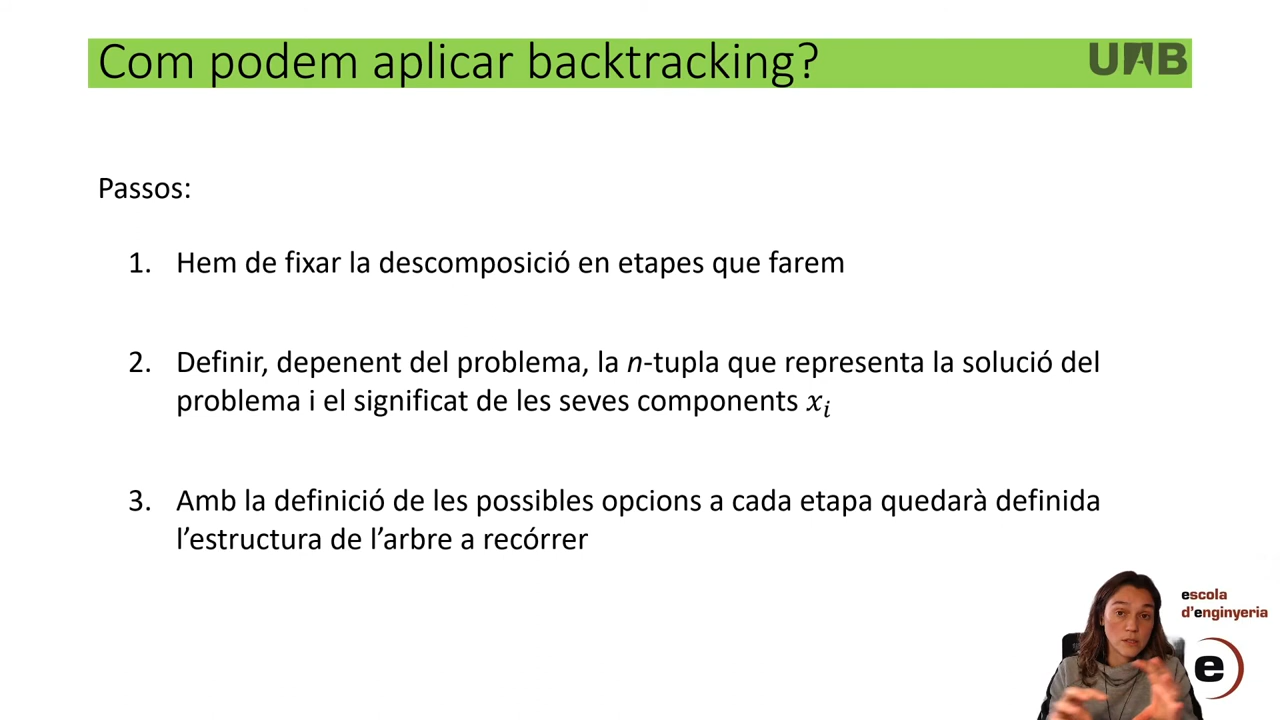 Com podem aplicar backtracking?
UAB
Passos:
1. Hem de fixar la descomposició en etapes que farem
2. Definir, depenent del problema, la n-tupla que representa la solució del
problema i el significat de les seves components xᵢ
3. Amb la definició de les possibles opcions a cada etapa quedarà definida
l’estructura de l’arbre a recórrer
escola
d’enginyeria
e